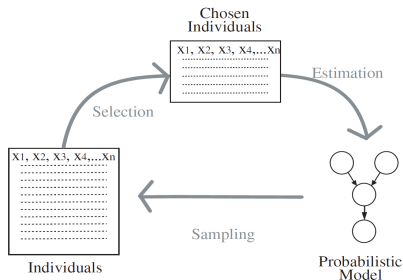 Chosen
Individuals
X1, X2, X3, X4,...Xn
Estimation
Selection
X1, X2, X3, X4,...Xn
Sampling
Individuals
Probabilistic
Model